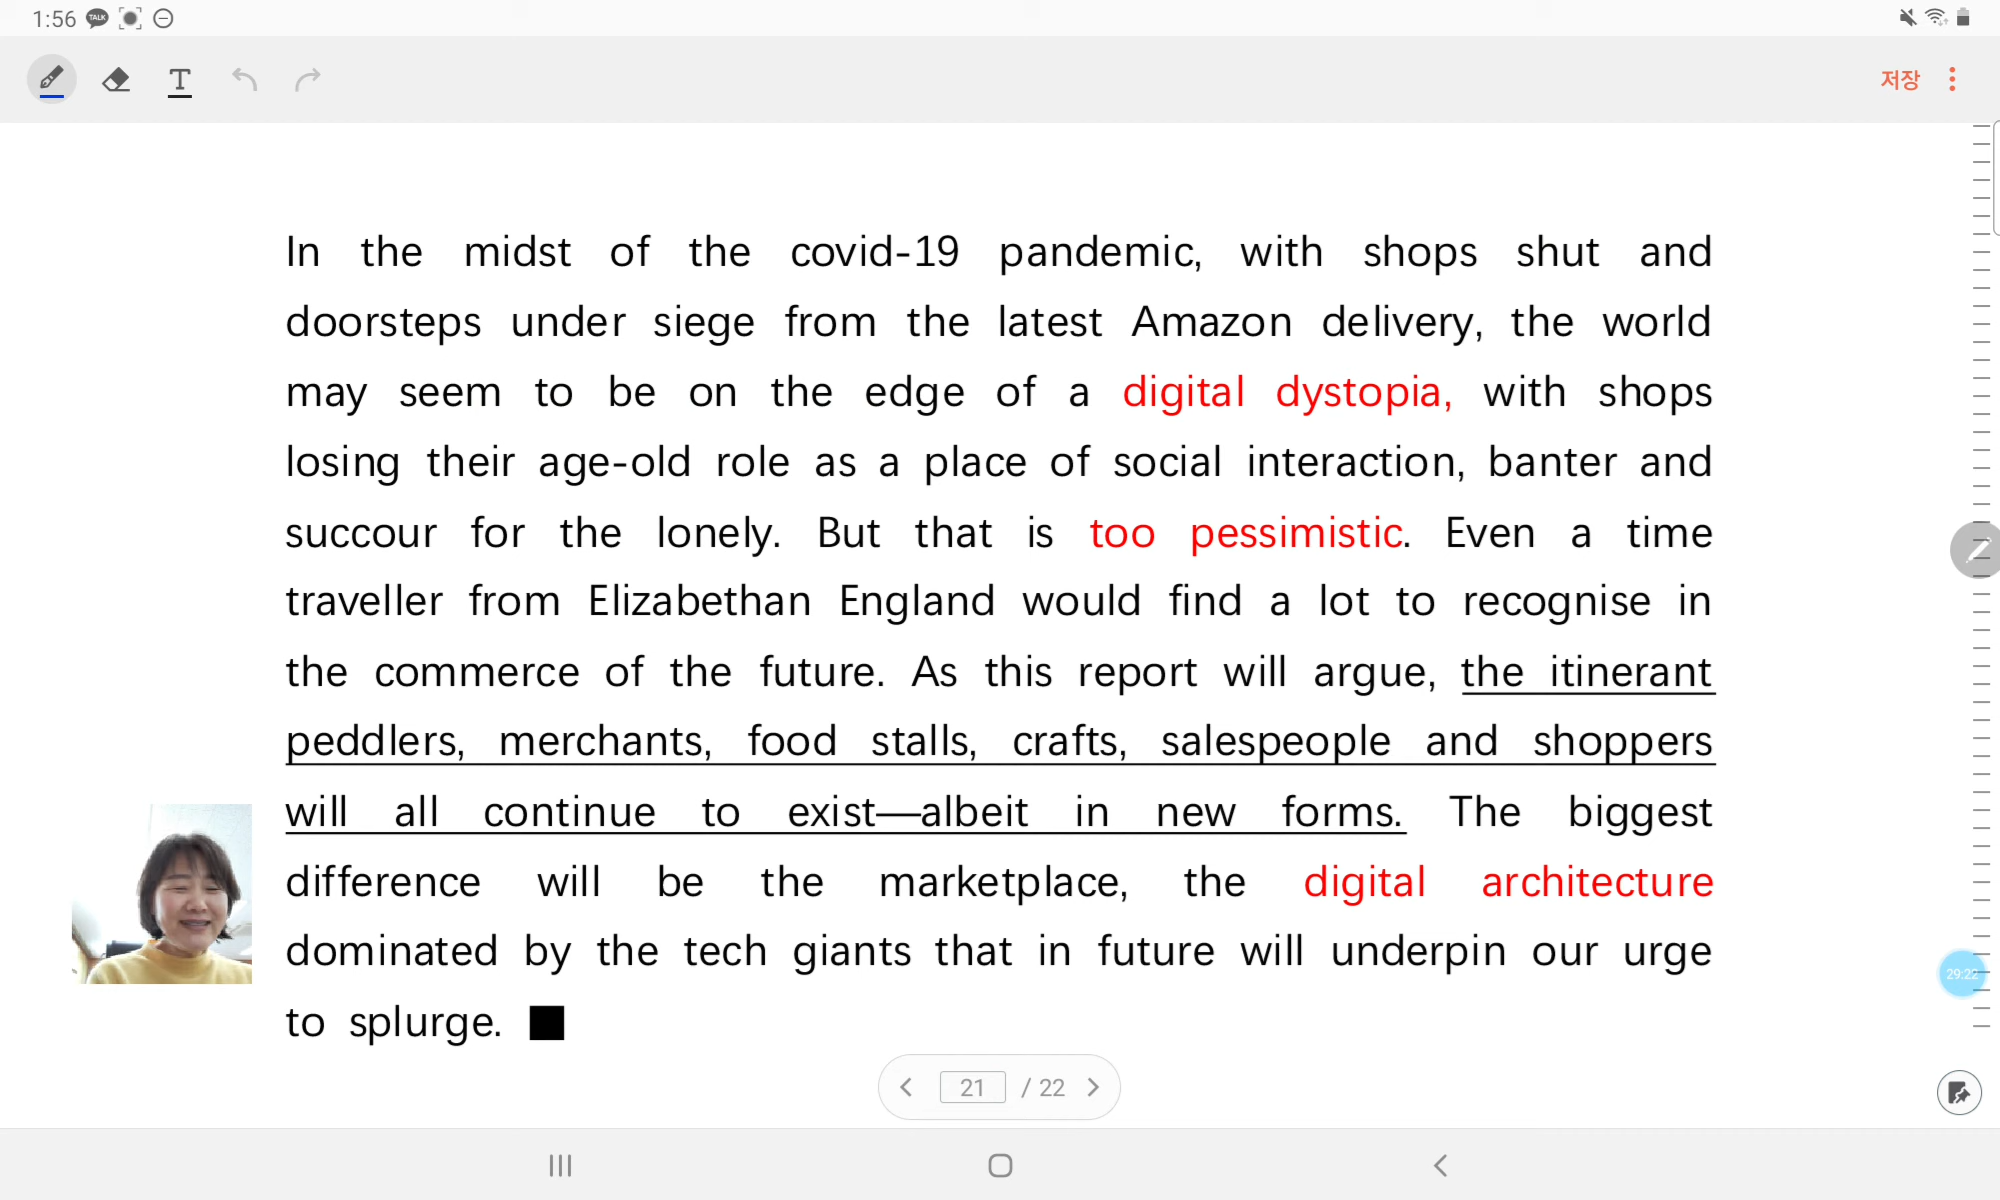 1:56 TALK
저장
In the midst of the covid-19 pandemic, with shops shut and
doorsteps under siege from the latest Amazon delivery, the world
may seem to be on the edge of a digital dystopia, with shops
losing their age-old role as a place of social interaction, banter and
succour for the lonely. But that is too pessimistic. Even a time
traveller from Elizabethan England would find a lot to recognise in
the commerce of the future. As this report will argue, the itinerant
peddlers, merchants, food stalls, crafts, salespeople and shoppers
will all continue to exist—albeit in new forms. The biggest
difference will be the marketplace, the digital architecture
dominated by the tech giants that in future will underpin our urge
to splurge. ■
29:22
21 / 22